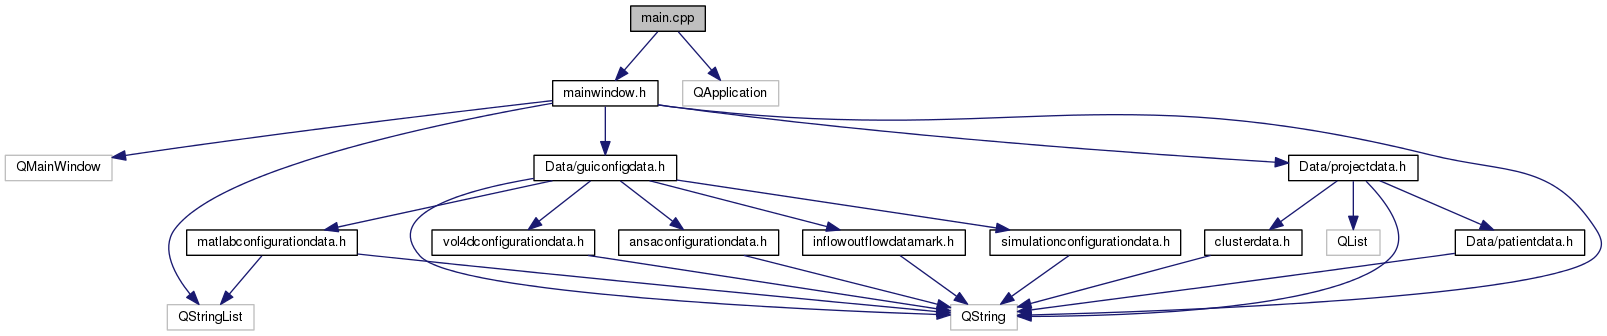 main.cpp
mainwindow.h
QApplication
QMainWindow
Data/guiconfigdata.h
Data/projectdata.h
matlabconfigurationdata.h
vol4dconfigurationdata.h
ansaconfigurationdata.h
inflowoutflowdatamark.h
simulationconfigurationdata.h
clusterdata.h
QList
Data/patientdata.h
QStringList
QString